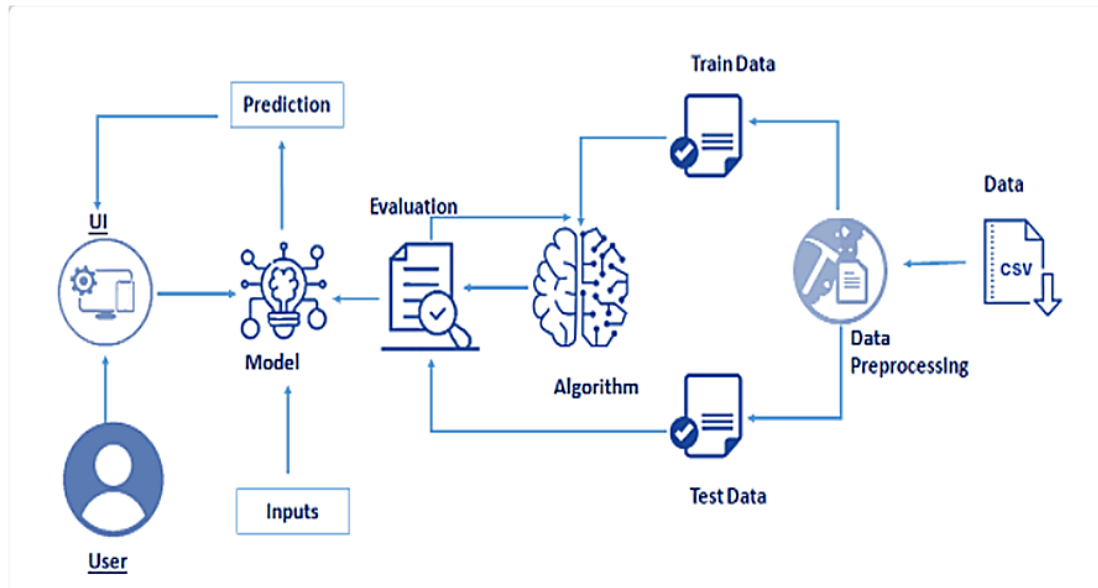 Train Data
Prediction
Data
Evaluation
UI
CSV
Data
Preprocessing
Model
Algorithm
Inputs
Test Data
User